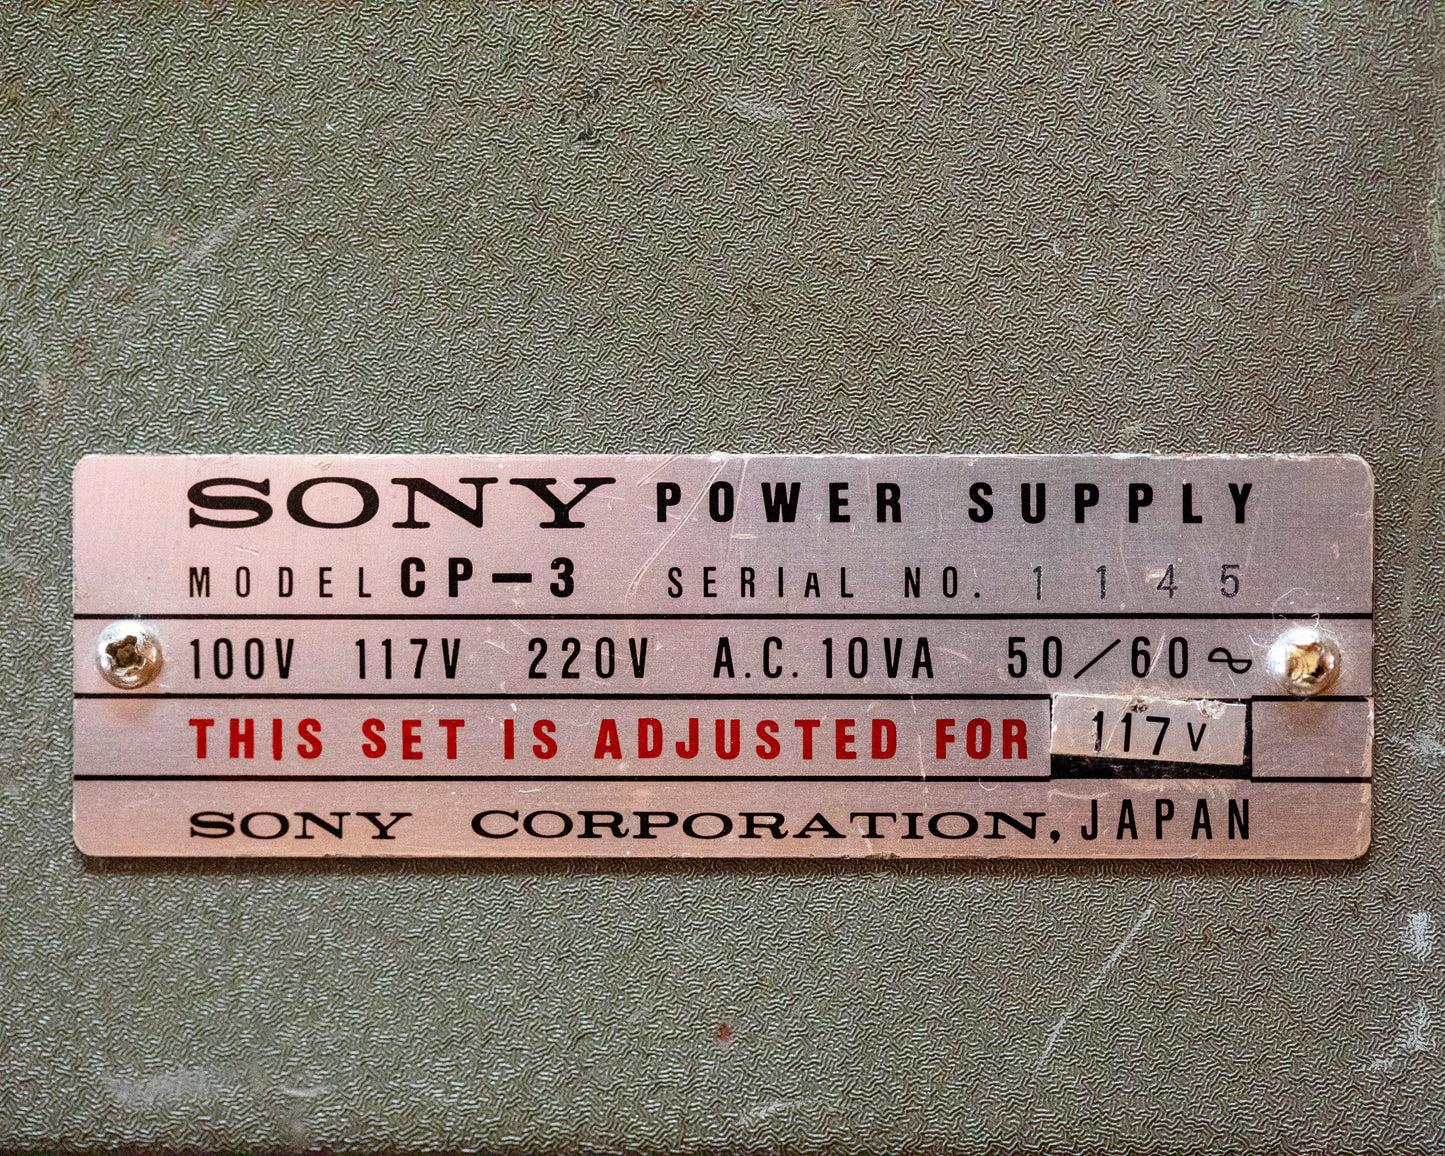 SONY POWER SUPPLY
MODEL CP-3 SERIAL NO. 1145
100V 117V 220V A.C. 10VA 50/60∿
THIS SET IS ADJUSTED FOR 117V
SONY CORPORATION, JAPAN